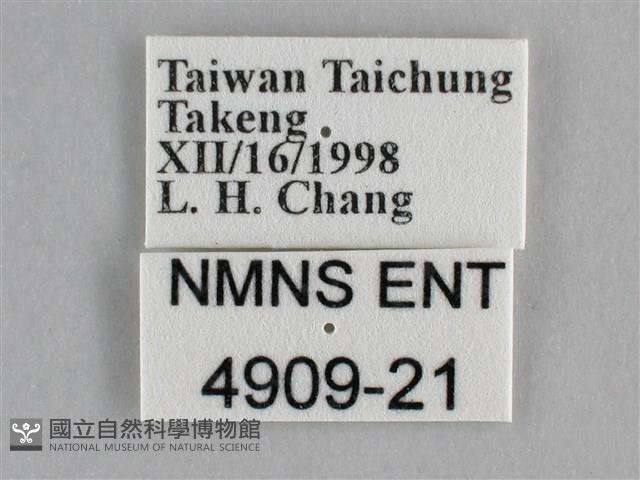 Taiwan Taichung
Takeng
XII/16/1998
L. H. Chang
NMNS ENT
4909-21
國立自然科學博物館
NATIONAL MUSEUM OF NATURAL SCIENCE